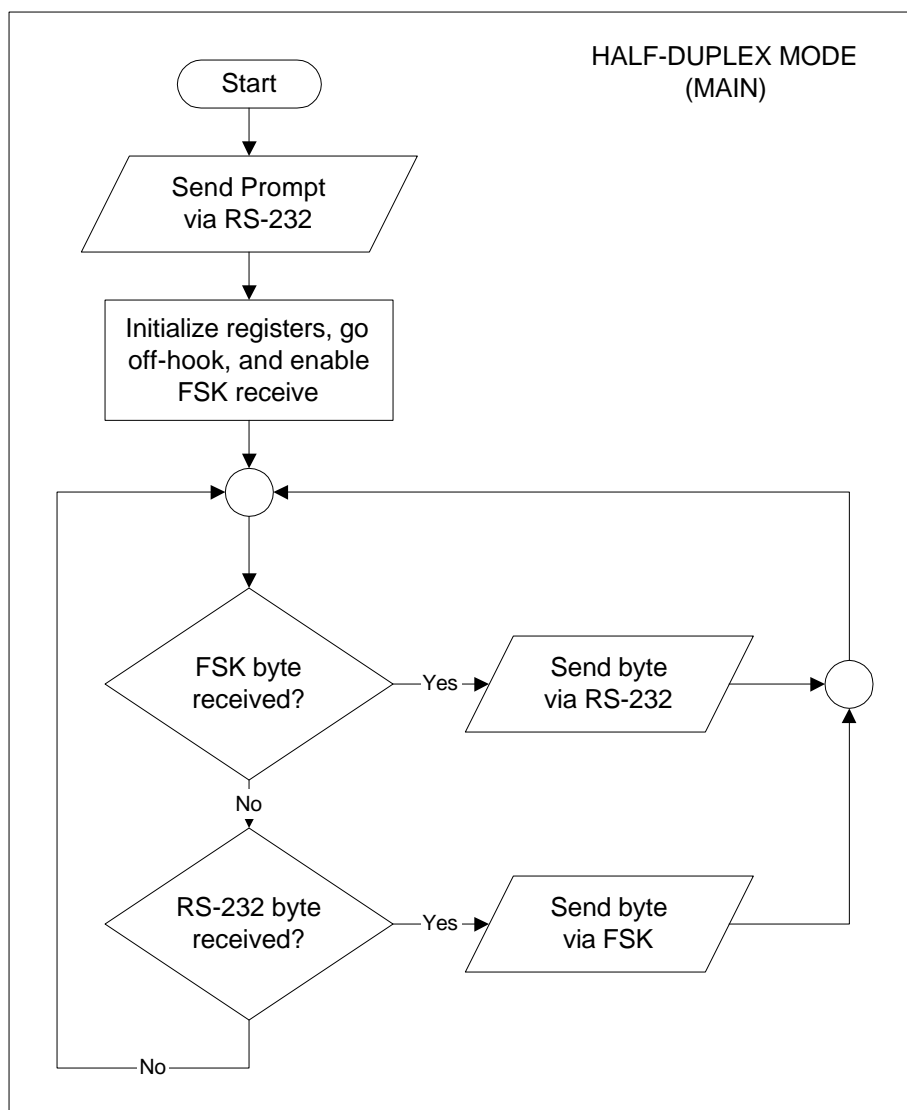 HALF-DUPLEX MODE
(MAIN)
Start
Send Prompt
via RS-232
Initialize registers, go
off-hook, and enable
FSK receive
FSK byte
received?
Yes
Send byte
via RS-232
No
RS-232 byte
received?
Yes
Send byte
via FSK
No